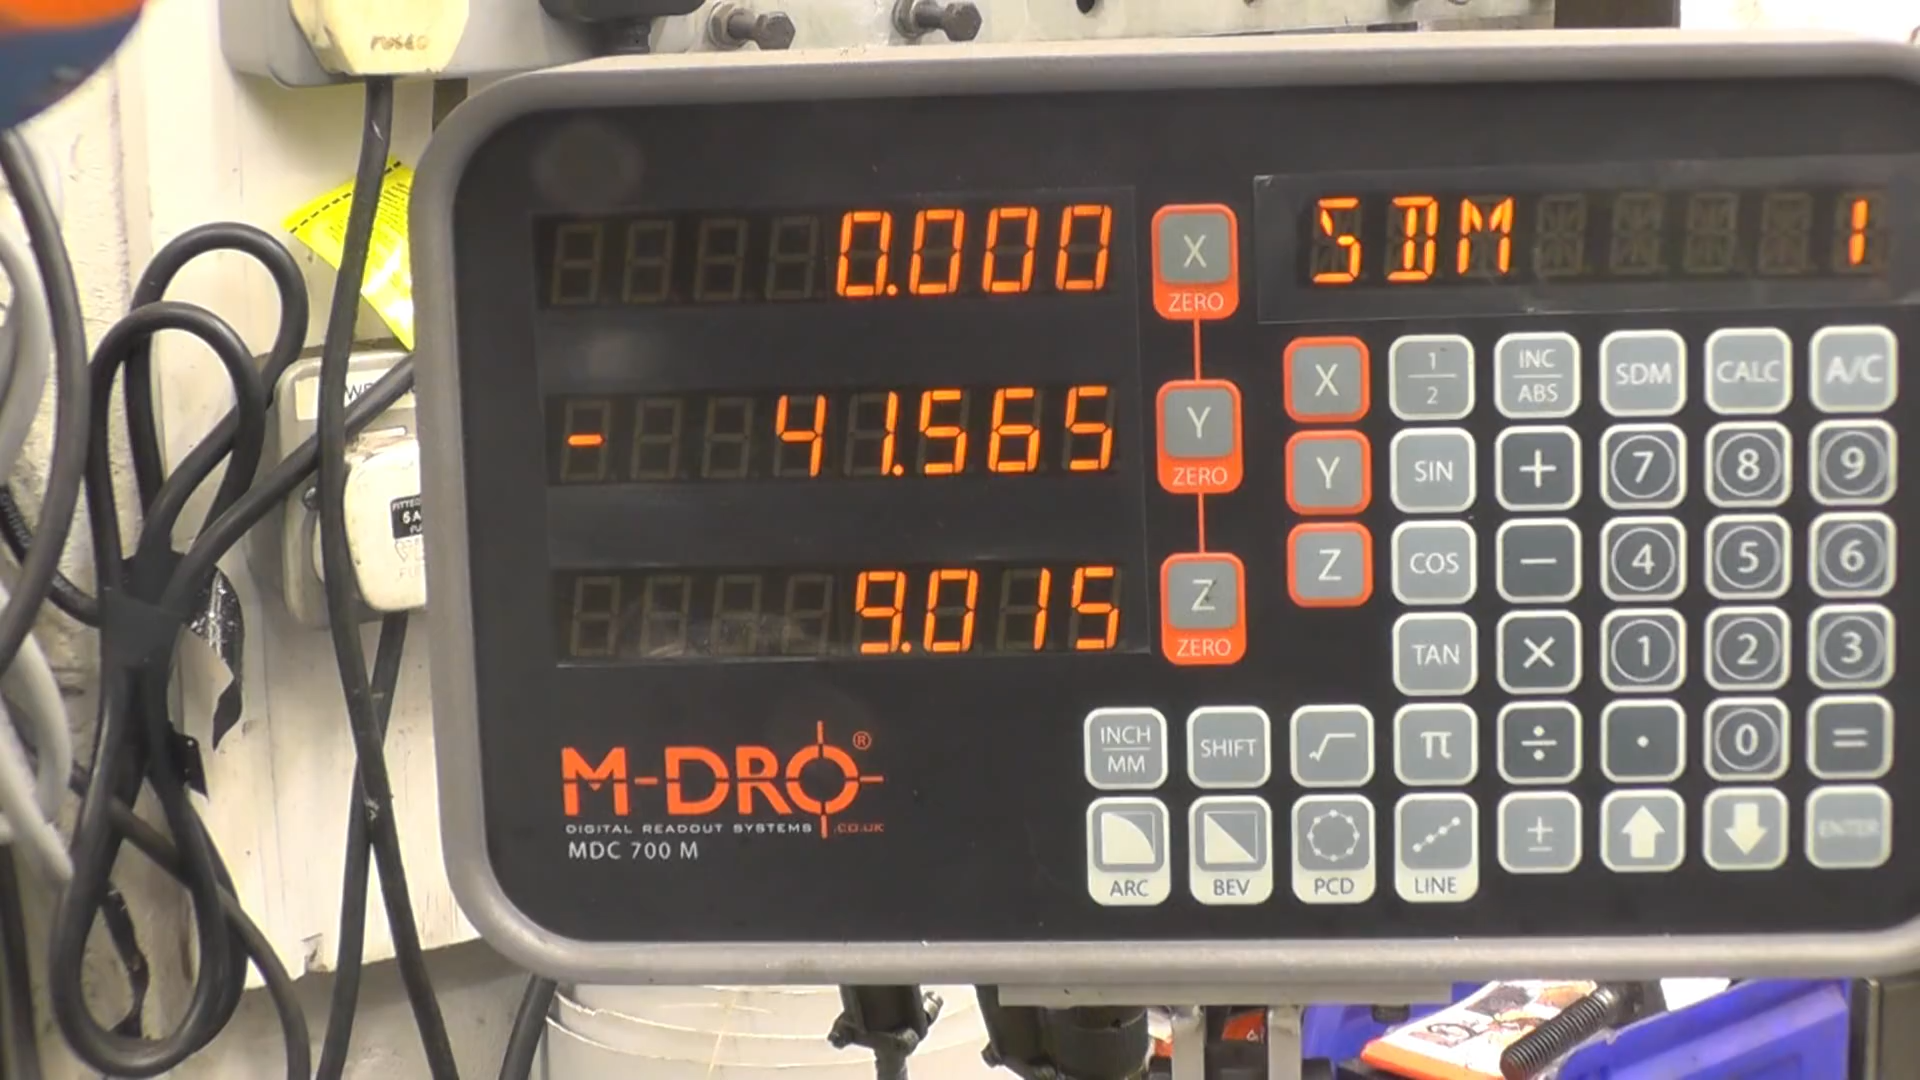 0.000
X
ZERO
SDM 1
- 41.565
Y
ZERO
9.015
Z
ZERO
X 1/2 INC/ABS SDM CALC A/C
Y SIN + 7 8 9
Z COS − 4 5 6
TAN × 1 2 3
INCH/MM SHIFT √ π ÷ · 0 =
± ENTER
ARC BEV PCD LINE
M-DRO®
DIGITAL READOUT SYSTEMS .CO.UK
MDC 700 M
FITTED